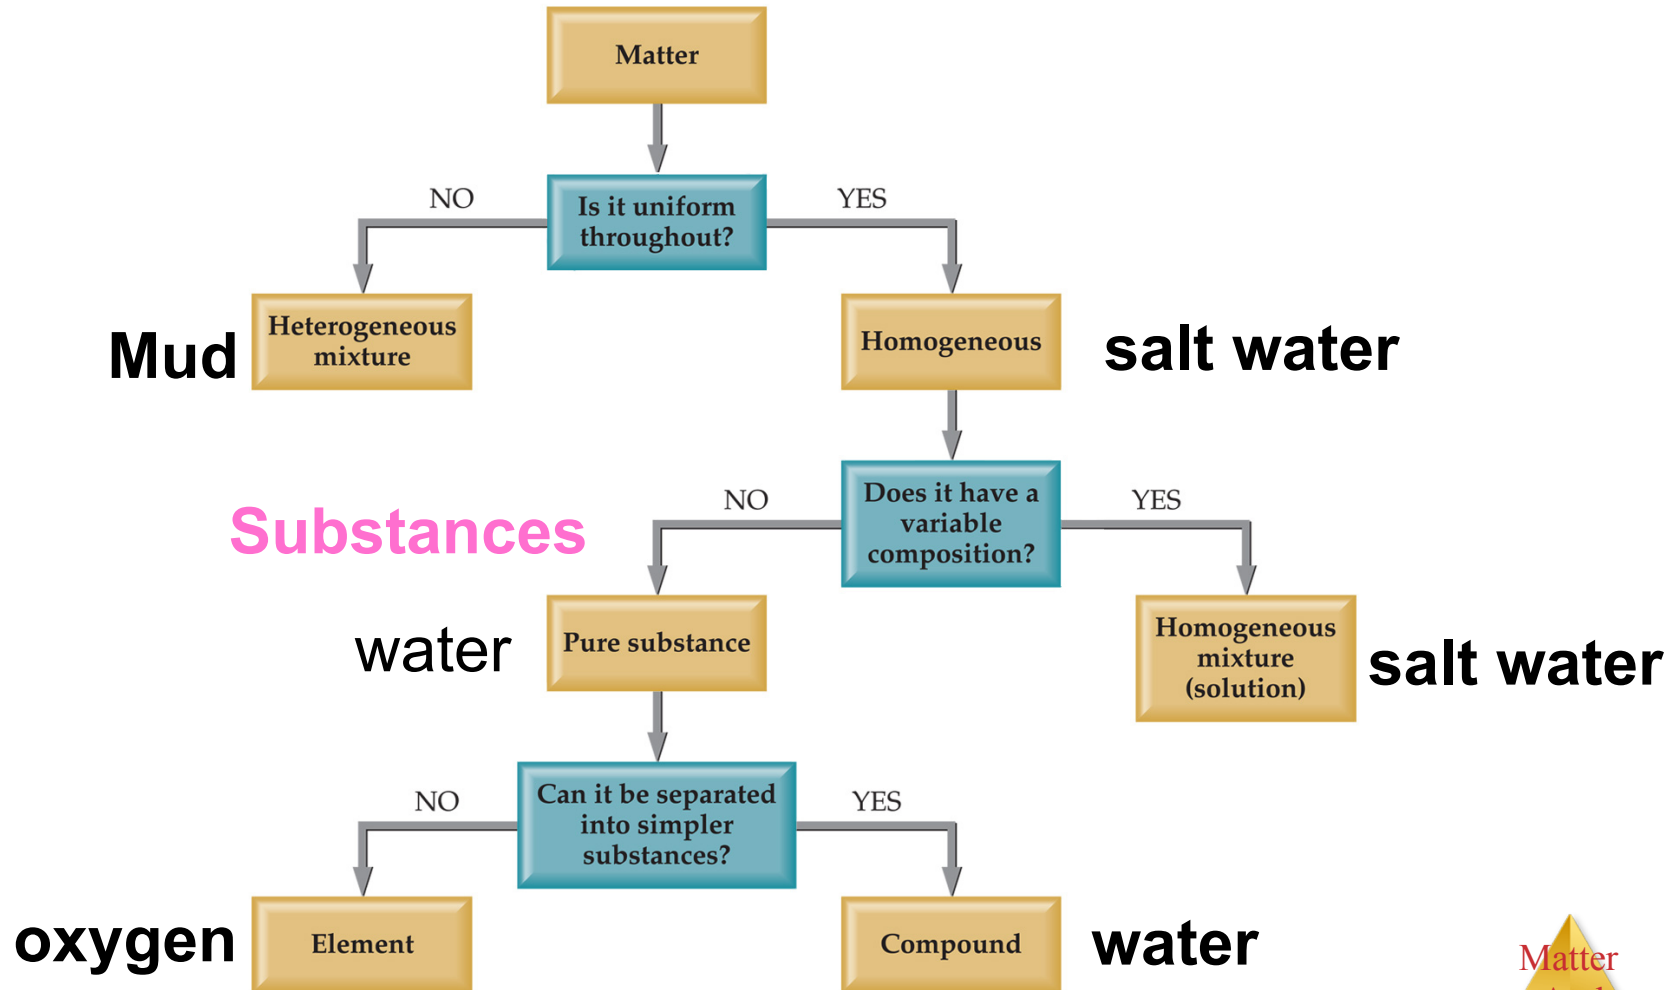 Matter
NO
Is it uniform
throughout?
YES
Mud
Heterogeneous
mixture
Homogeneous
salt water
Substances
NO
Does it have a
variable
composition?
YES
water
Pure substance
Homogeneous
mixture
(solution)
salt water
NO
Can it be separated
into simpler
substances?
YES
oxygen
Element
Compound
water
Matter